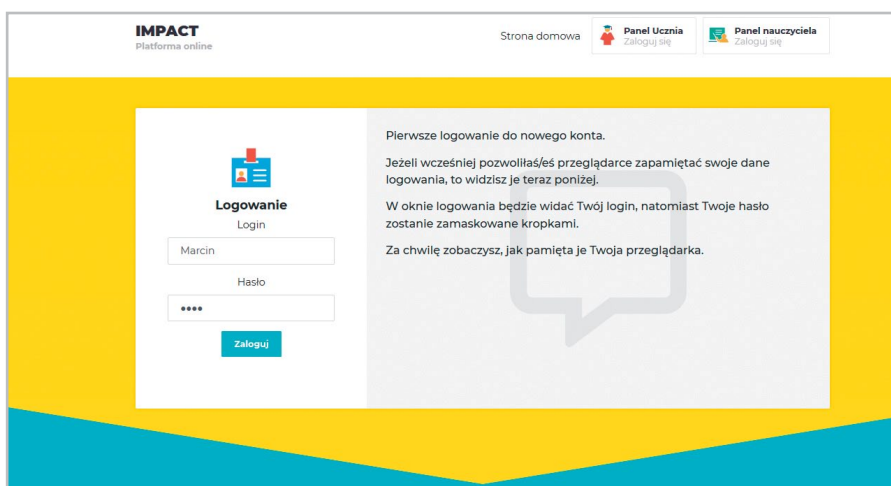 IMPACT
Platforma online
Strona domowa
Panel Ucznia
Zaloguj się
Panel nauczyciela
Zaloguj się
Logowanie
Login
Marcin
Hasło
••••
Zaloguj
Pierwsze logowanie do nowego konta.
Jeżeli wcześniej pozwoliłaś/eś przeglądarce zapamiętać swoje dane
logowania, to widzisz je teraz poniżej.
W oknie logowania będzie widać Twój login, natomiast Twoje hasło
zostanie zamaskowane kropkami.
Za chwilę zobaczysz, jak pamięta je Twoja przeglądarka.